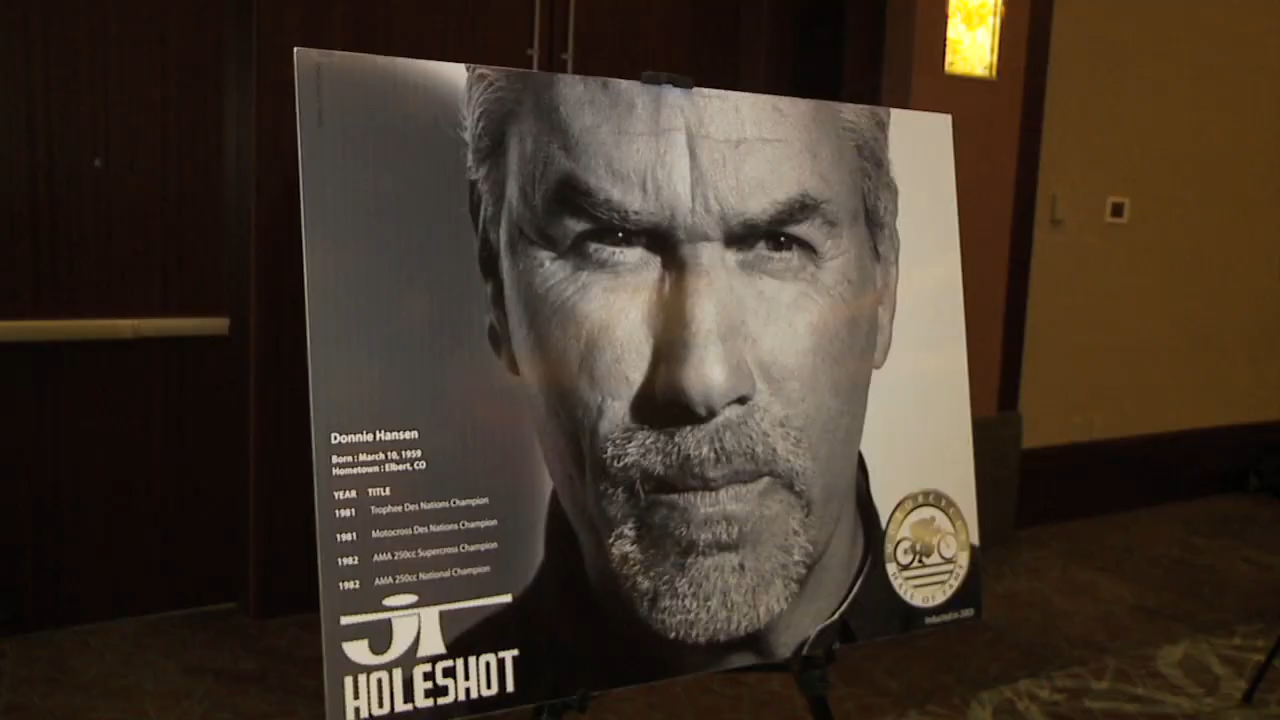 Donnie Hansen
Born : March 10, 1959
Hometown : Elbert, CO
YEAR TITLE
1981 Trophee Des Nations Champion
1981 Motocross Des Nations Champion
1982 AMA 250cc Supercross Champion
1982 AMA 250cc National Champion
JT
HOLESHOT
HALL OF FAME